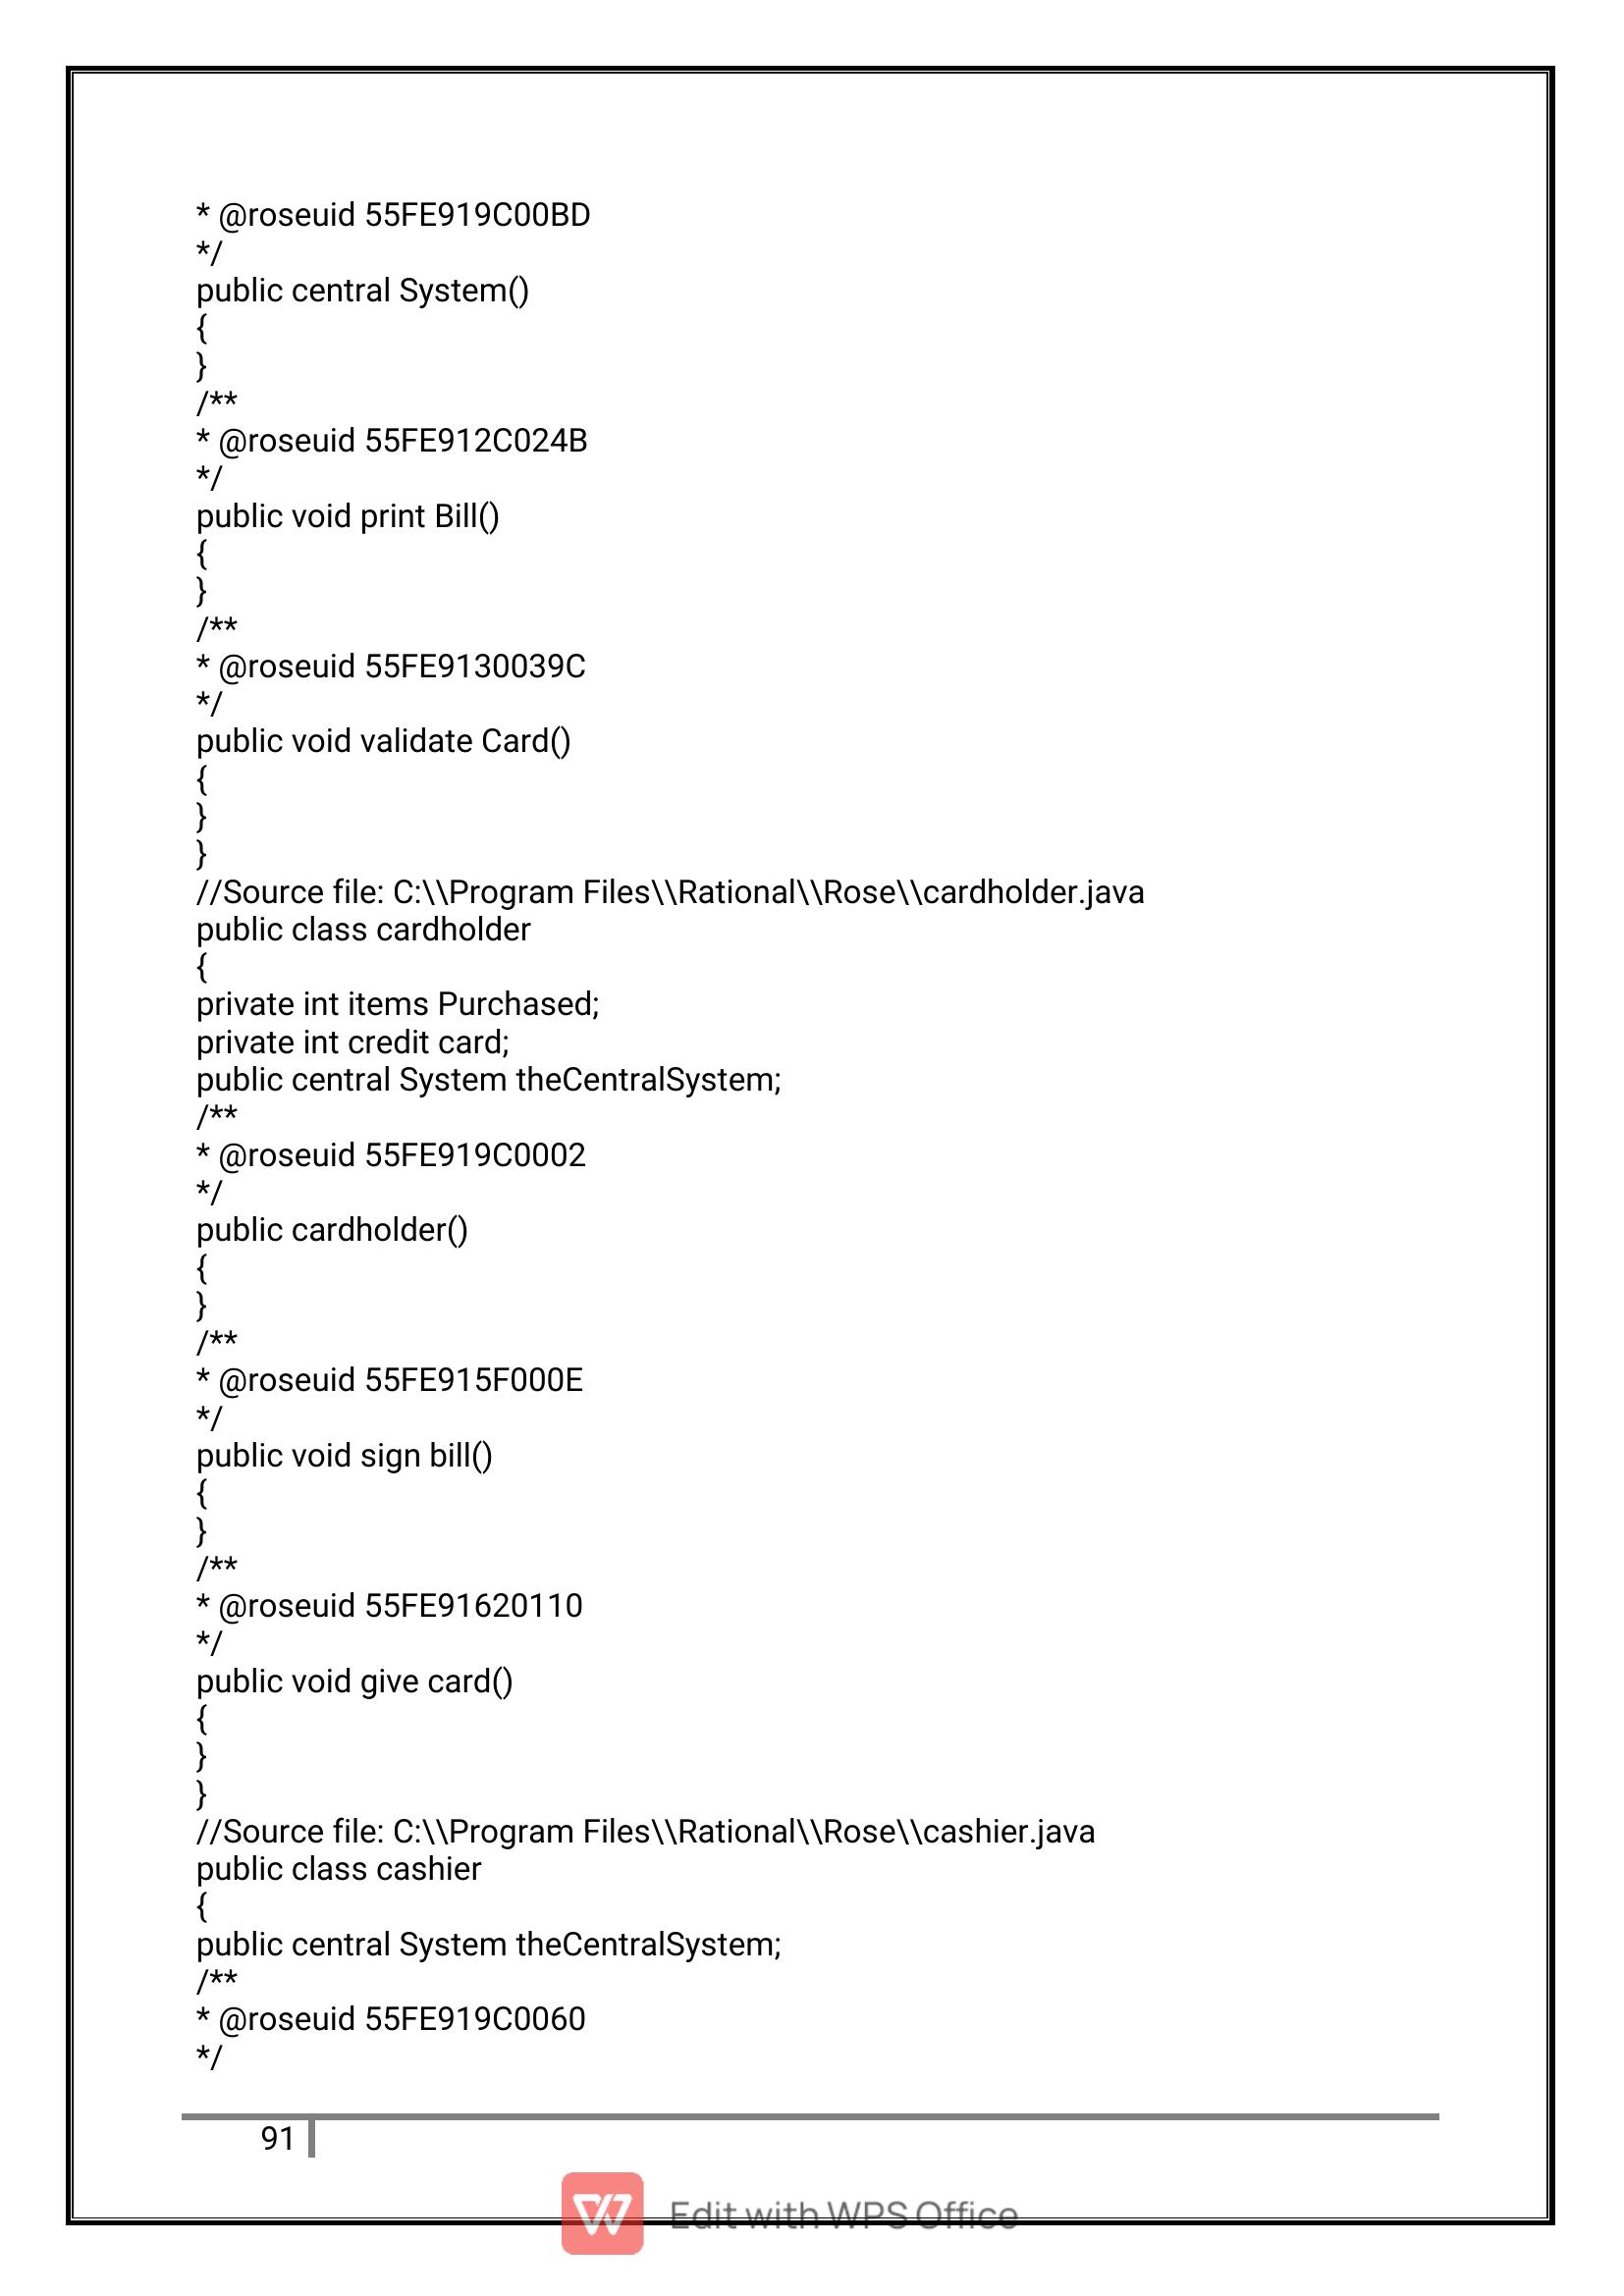 * @roseuid 55FE919C00BD
*/
public central System()
{
}
/**
* @roseuid 55FE912C024B
*/
public void print Bill()
{
}
/**
* @roseuid 55FE9130039C
*/
public void validate Card()
{
}
}
//Source file: C:\\Program Files\\Rational\\Rose\\cardholder.java
public class cardholder
{
private int items Purchased;
private int credit card;
public central System theCentralSystem;
/**
* @roseuid 55FE919C0002
*/
public cardholder()
{
}
/**
* @roseuid 55FE915F000E
*/
public void sign bill()
{
}
/**
* @roseuid 55FE91620110
*/
public void give card()
{
}
}
//Source file: C:\\Program Files\\Rational\\Rose\\cashier.java
public class cashier
{
public central System theCentralSystem;
/**
* @roseuid 55FE919C0060
*/
91
Edit with WPS Office